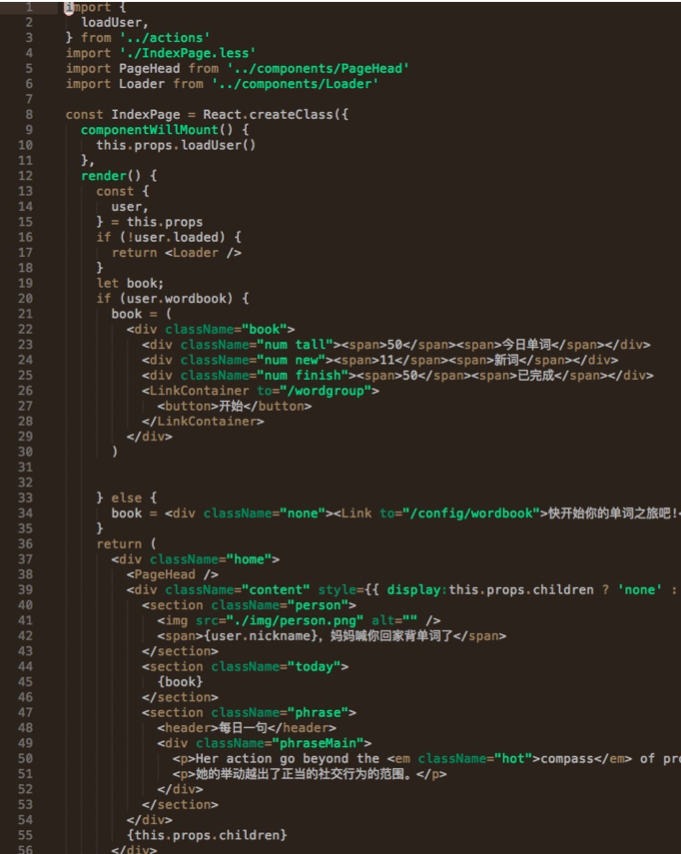 1 import {
2   loadUser,
3 } from '../actions'
4 import './IndexPage.less'
5 import PageHead from '../components/PageHead'
6 import Loader from '../components/Loader'
7
8 const IndexPage = React.createClass({
9   componentWillMount() {
10     this.props.loadUser()
11   },
12   render() {
13     const {
14       user,
15     } = this.props
16     if (!user.loaded) {
17       return <Loader />
18     }
19     let book;
20     if (user.wordbook) {
21       book = (
22         <div className="book">
23           <div className="num tall"><span>50</span><span>今日单词</span></div>
24           <div className="num new"><span>11</span><span>新词</span></div>
25           <div className="num finish"><span>50</span><span>已完成</span></div>
26           <LinkContainer to="/wordgroup">
27             <button>开始</button>
28           </LinkContainer>
29         </div>
30       )
31
32
33     } else {
34       book = <div className="none"><Link to="/config/wordbook">快开始你的单词之旅吧!<
35     }
36     return (
37       <div className="home">
38         <PageHead />
39         <div className="content" style={{ display:this.props.children ? 'none' :
40           <section className="person">
41             <img src="./img/person.png" alt="" />
42             <span>{user.nickname}, 妈妈喊你回家背单词了</span>
43           </section>
44           <section className="today">
45             {book}
46           </section>
47           <section className="phrase">
48             <header>每日一句</header>
49             <div className="phraseMain">
50               <p>Her action go beyond the <em className="hot">compass</em> of pro
51               <p>她的举动越出了正当的社交行为的范围。</p>
52             </div>
53           </section>
54         </div>
55         {this.props.children}
56       </div>